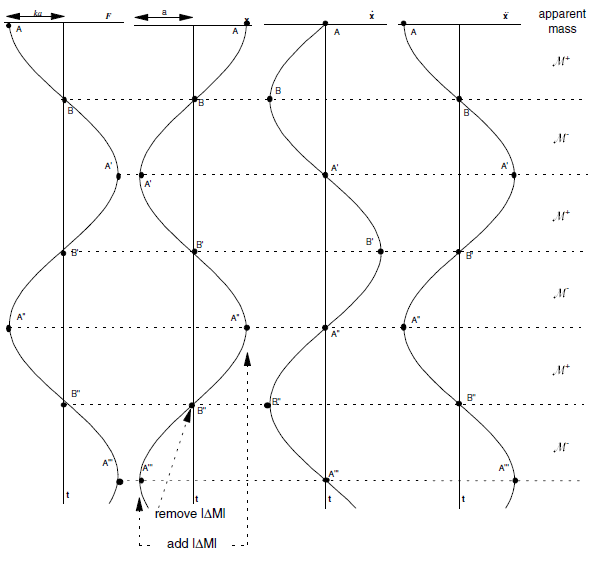 ka F a x ẋ ẍ apparent
mass
A A A A
ℳ⁺
B B B B
ℳ⁻
A' A' A' A'
ℳ⁺
B' B' B' B'
ℳ⁻
A" A" A" A"
ℳ⁺
B" B" B" B"
ℳ⁻
A''' A''' A''' A'''
t t t t
remove |ΔM|
add |ΔM|